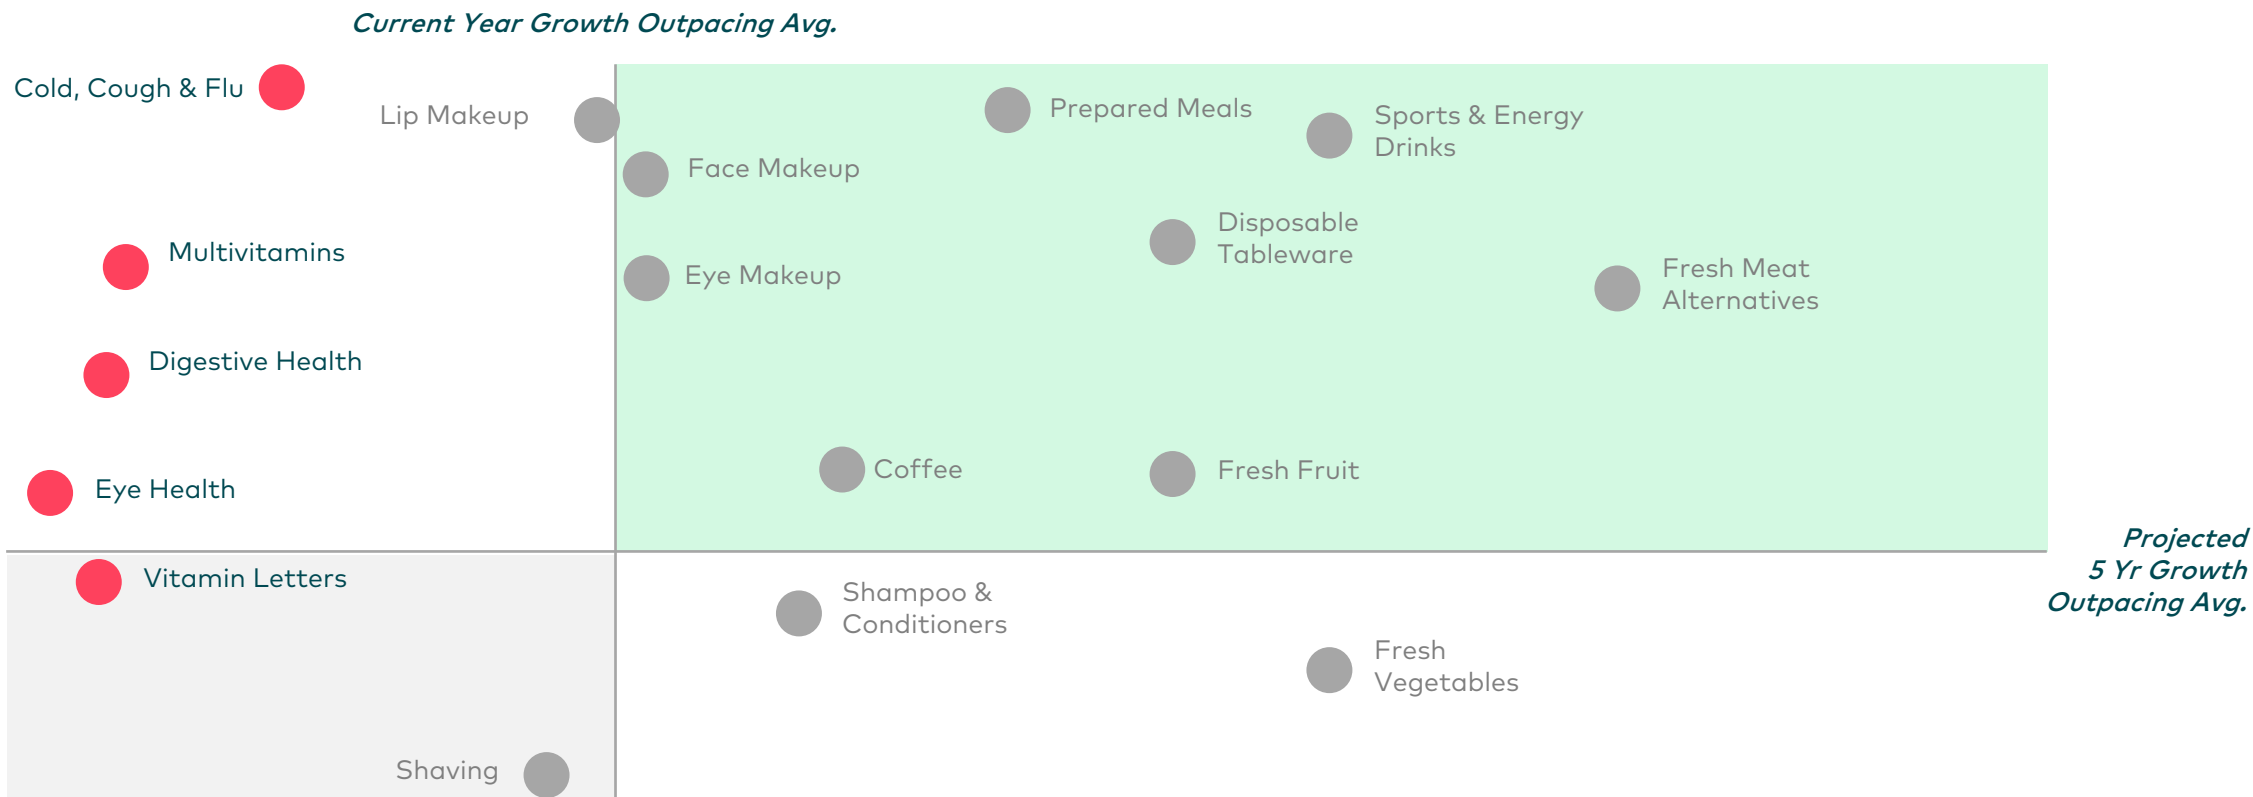 Current Year Growth Outpacing Avg.
Cold, Cough & Flu
Lip Makeup
Prepared Meals
Sports & Energy
Drinks
Face Makeup
Disposable
Tableware
Multivitamins
Eye Makeup
Fresh Meat
Alternatives
Digestive Health
Coffee
Fresh Fruit
Eye Health
Projected
5 Yr Growth
Outpacing Avg.
Vitamin Letters
Shampoo &
Conditioners
Fresh
Vegetables
Shaving